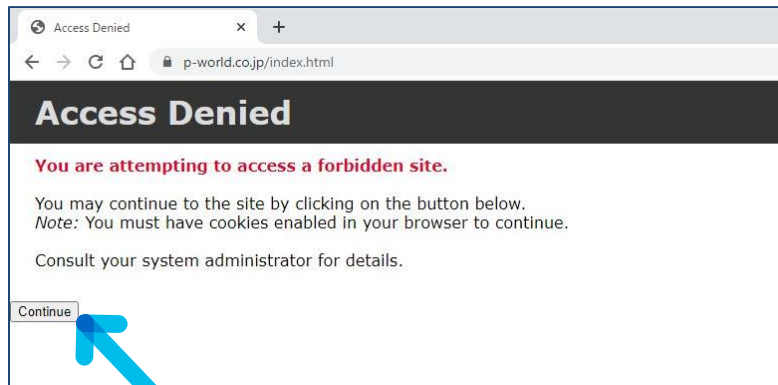 Access Denied
p-world.co.jp/index.html
Access Denied
You are attempting to access a forbidden site.
You may continue to the site by clicking on the button below.
Note: You must have cookies enabled in your browser to continue.
Consult your system administrator for details.
Continue